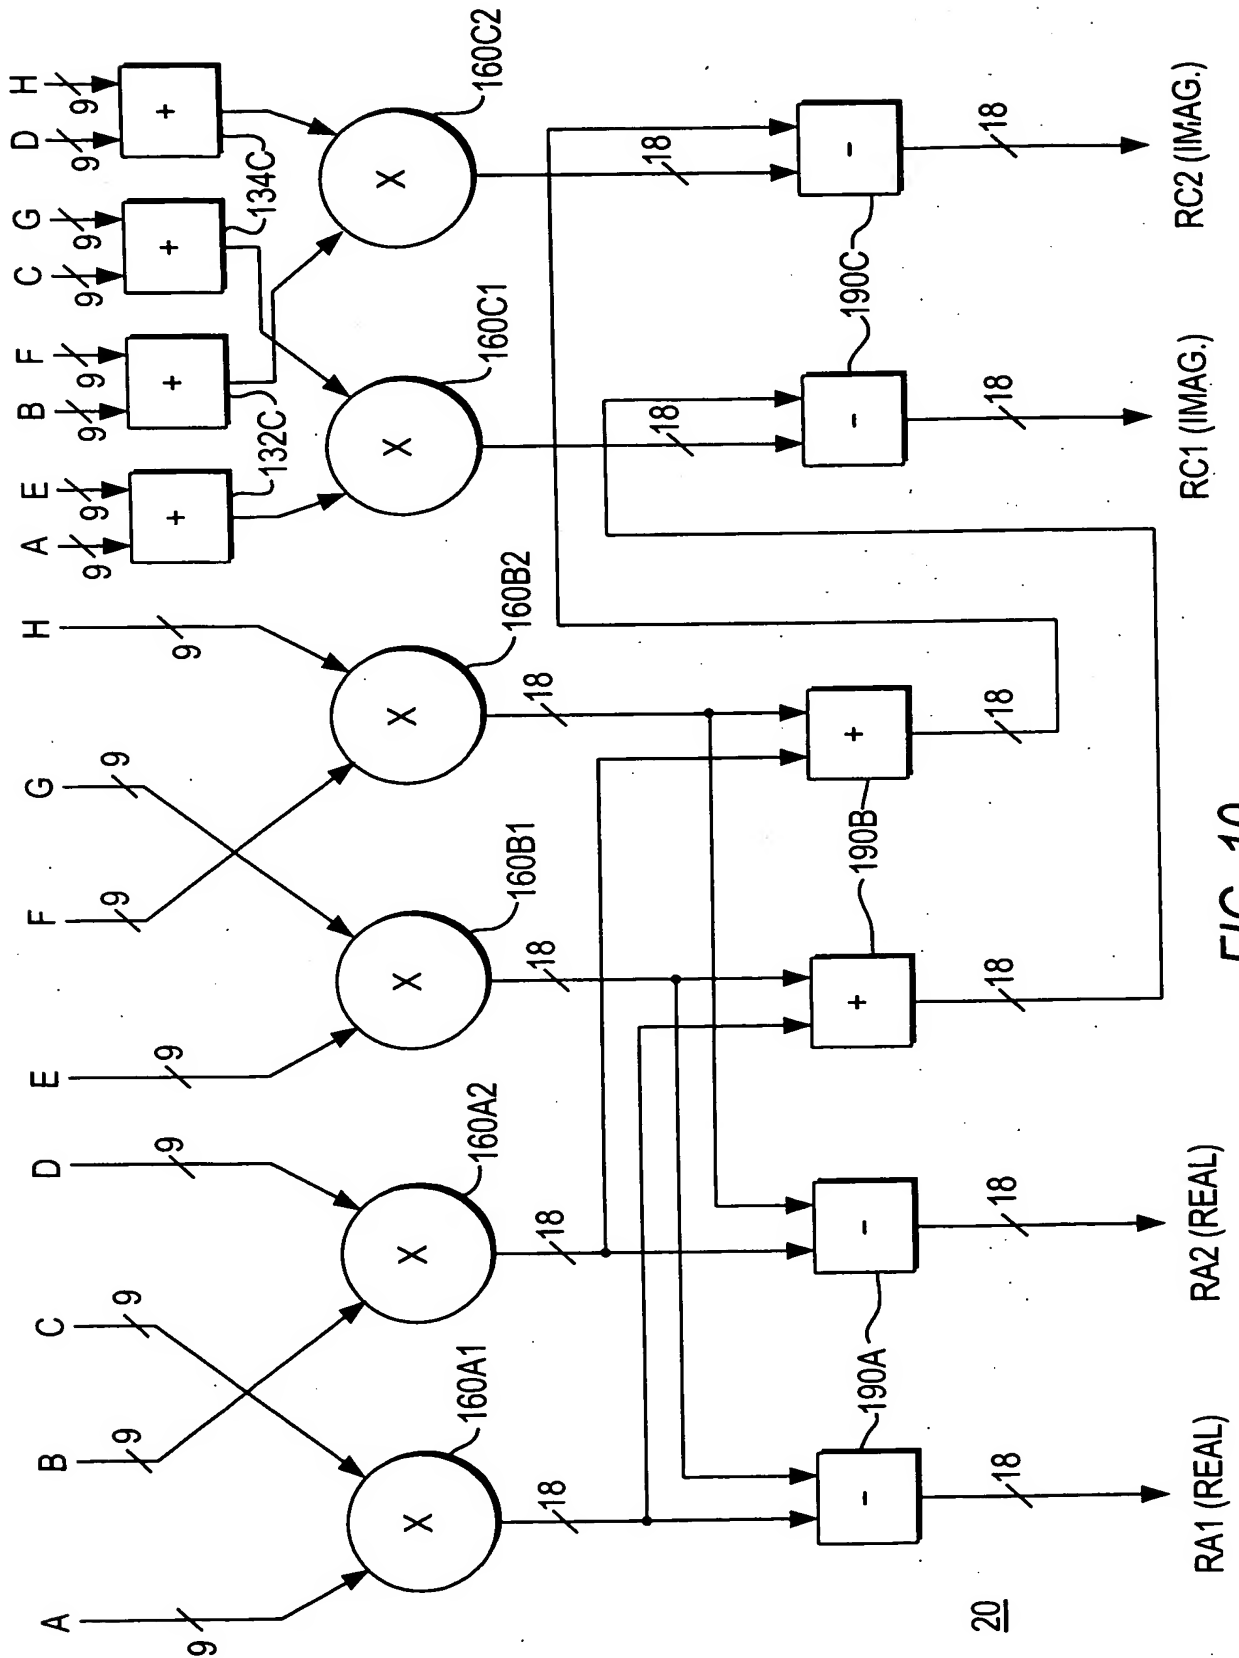 A B C D E F G H A E B F C G D H
9 9 9 9 9 9 9 9 9 9 9 9 9 9 9 9
+ + + +
132C 134C
X X X X X X
160A1 160A2 160B1 160B2 160C1 160C2
18 18 18 18 18 18
- - + + - -
190A 190B 190C
18 18 18 18 18 18
RA1 (REAL) RA2 (REAL) RC1 (IMAG.) RC2 (IMAG.)
20
FIG.